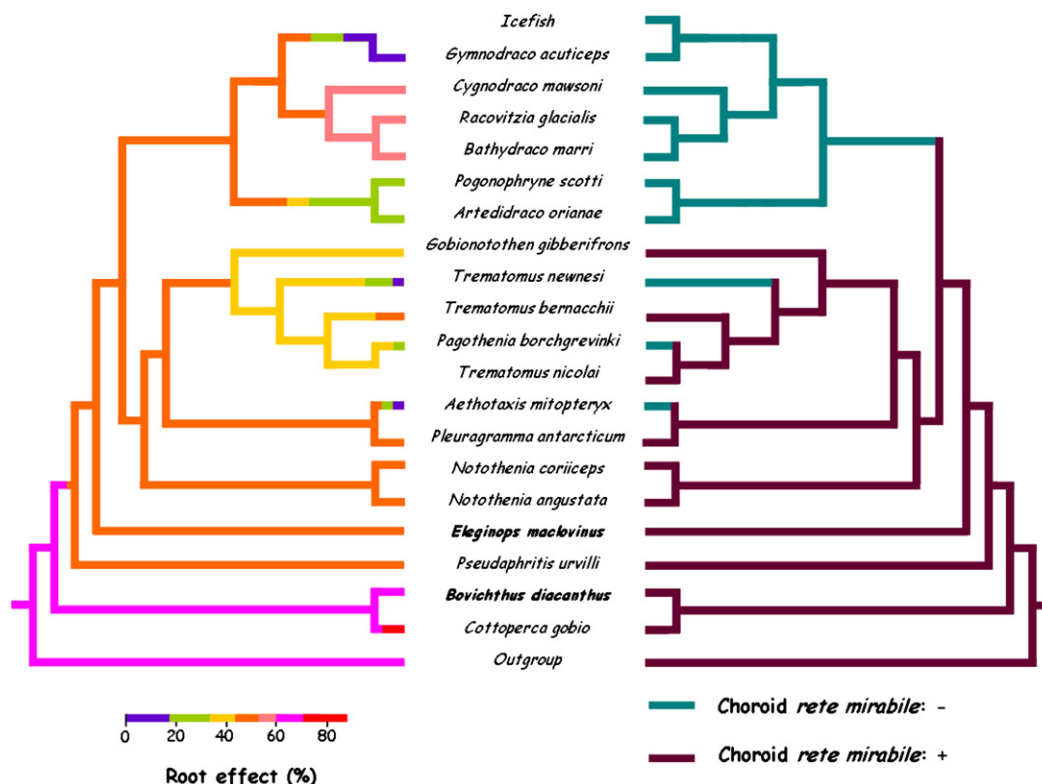 Icefish
Gymnodraco acuticeps
Cygnodraco mawsoni
Racovitzia glacialis
Bathydraco marri
Pogonophryne scotti
Artedidraco orianae
Gobionotothen gibberifrons
Trematomus newnesi
Trematomus bernacchii
Pagothenia borchgrevinki
Trematomus nicolai
Aethotaxis mitopteryx
Pleuragramma antarcticum
Notothenia coriiceps
Notothenia angustata
Eleginops maclovinus
Pseudaphritis urvilli
Bovichthus diacanthus
Cottoperca gobio
Outgroup
0 20 40 60 80
Root effect (%)
Choroid rete mirabile: -
Choroid rete mirabile: +